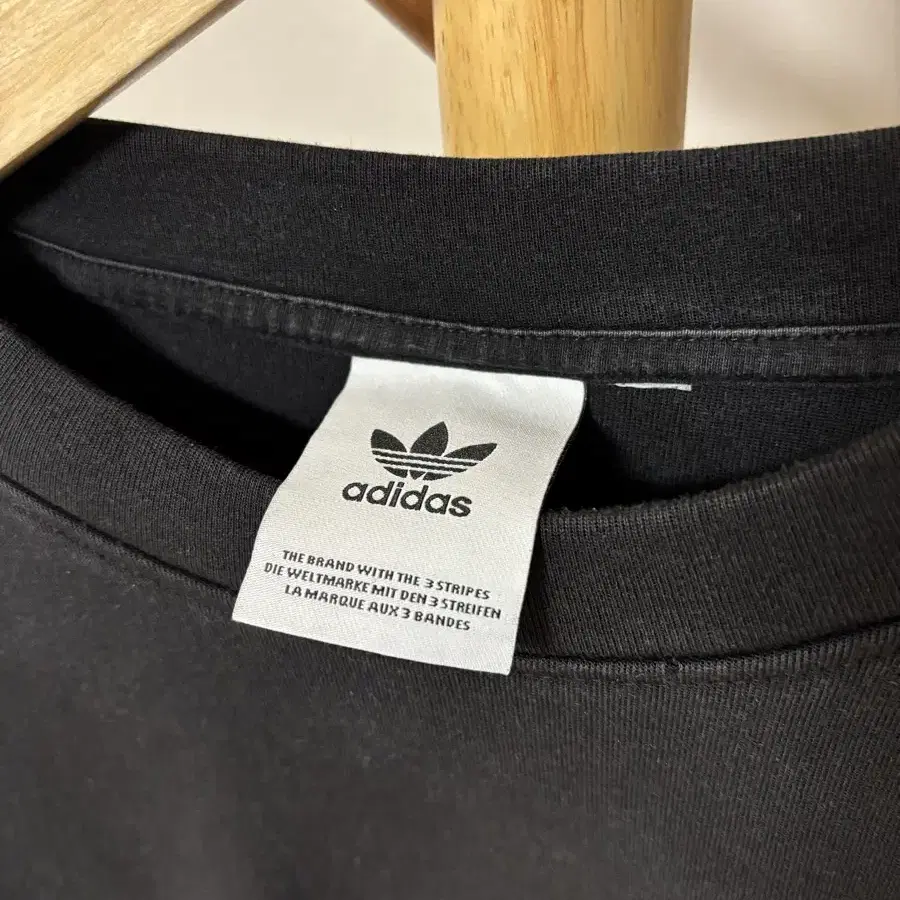 adidas
THE BRAND WITH THE 3 STRIPES
DIE WELTMARKE MIT DEN 3 STREIFEN
LA MARQUE AUX 3 BANDES